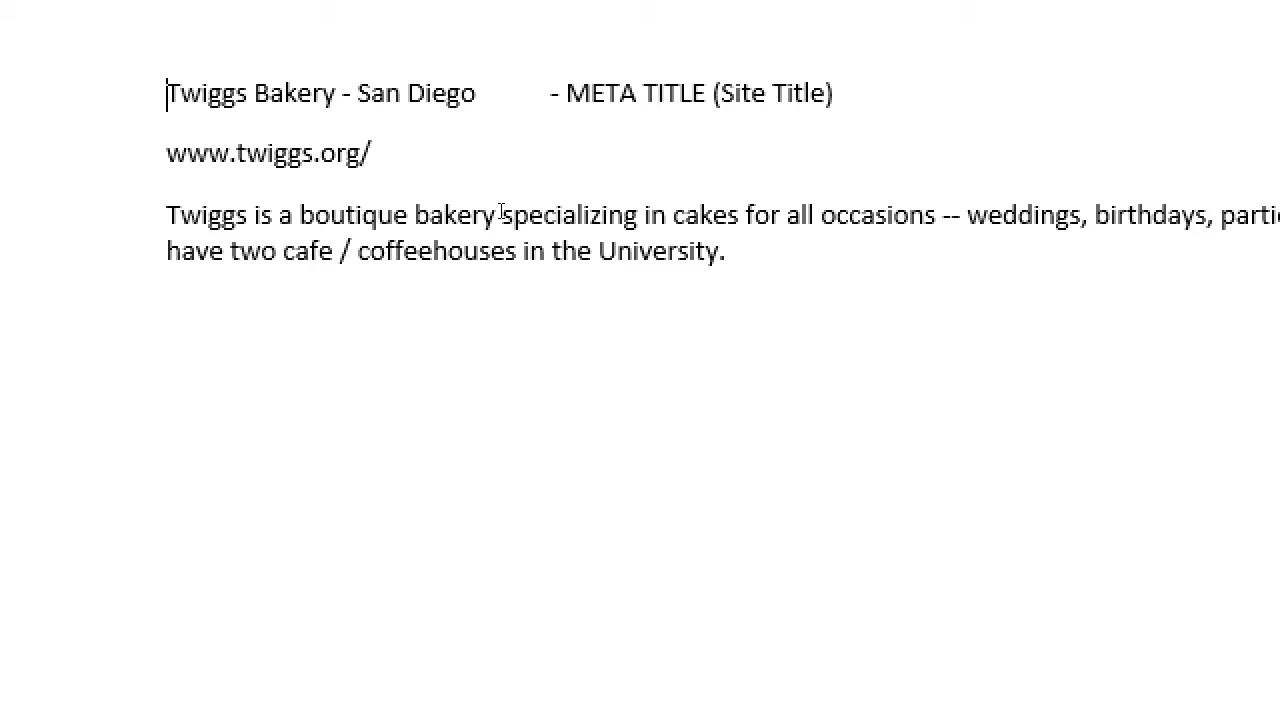 Twiggs Bakery - San Diego - META TITLE (Site Title)
www.twiggs.org/
Twiggs is a boutique bakery specializing in cakes for all occasions -- weddings, birthdays,
have two cafe / coffeehouses in the University.